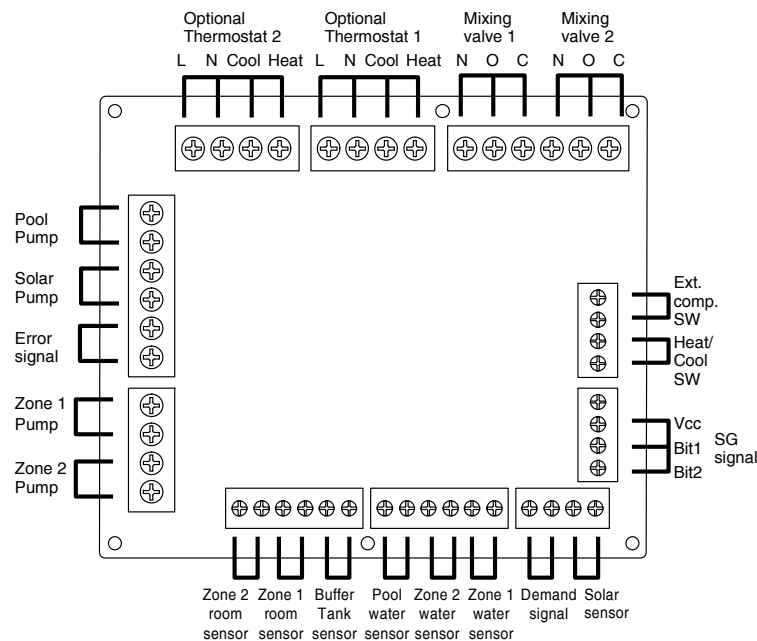 Optional
Thermostat 2
Optional
Thermostat 1
Mixing
valve 1
Mixing
valve 2
L N Cool Heat
L N Cool Heat
N O C
N O C
Pool
Pump
Solar
Pump
Error
signal
Zone 1
Pump
Zone 2
Pump
Ext.
comp.
SW
Heat/
Cool
SW
Vcc
Bit1
Bit2
SG
signal
Zone 2
room
sensor
Zone 1
room
sensor
Buffer
Tank
sensor
Pool
water
sensor
Zone 2
water
sensor
Zone 1
water
sensor
Demand
signal
Solar
sensor